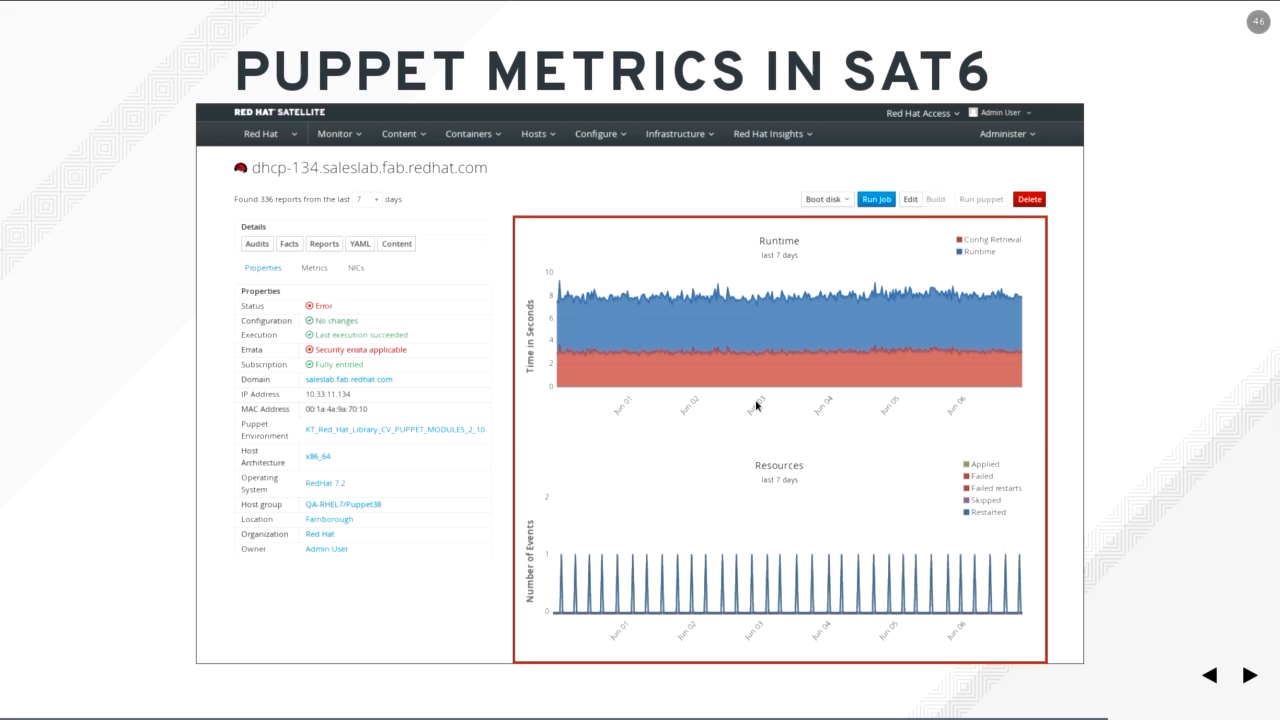 46
PUPPET METRICS IN SAT6
RED HAT SATELLITE
Red Hat Access Admin User
Red Hat Monitor Content Containers Hosts Configure Infrastructure Red Hat Insights Administer
dhcp-134.saleslab.fab.redhat.com
Found 336 reports from the last 7 days
Boot disk Run Job Edit Build Run puppet Delete
Details
Audits Facts Reports YAML Content
Properties Metrics NICs
Properties
Status Error
Configuration No changes
Execution Last execution succeeded
Errata Security errata applicable
Subscription Fully entitled
Domain saleslab.fab.redhat.com
IP Address 10.33.11.134
MAC Address 00:1a:4a:9a:70:10
Puppet Environment KT_Red_Hat_Library_CV_PUPPET_MODULES_2_10
Host Architecture x86_64
Operating System RedHat 7.2
Host group QA-RHEL7/Puppet38
Location Farnborough
Organization Red Hat
Owner Admin User
Runtime
last 7 days
Config Retrieval
Runtime
Time in Seconds
10
8
6
4
2
0
Jun 01 Jun 02 Jun 03 Jun 04 Jun 05 Jun 06
Resources
last 7 days
Applied
Failed
Failed restarts
Skipped
Restarted
Number of Events
2
1
0
Jun 01 Jun 02 Jun 03 Jun 04 Jun 05 Jun 06